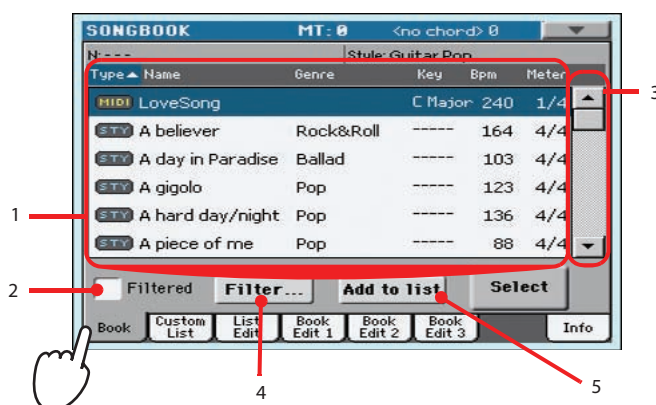 SONGBOOK MT: 0 <no chord> 0
N: --- Style: Guitar Pop
Type Name Genre Key Bpm Meter
MIDI LoveSong C Major 240 1/4
STY A believer Rock&Roll ----- 164 4/4
STY A day in Paradise Ballad ----- 103 4/4
STY A gigolo Pop ----- 123 4/4
STY A hard day/night Pop ----- 136 4/4
STY A piece of me Pop ----- 88 4/4
Filtered Filter... Add to list Select
Book Custom List List Edit Book Edit 1 Book Edit 2 Book Edit 3 Info
1
2
3
4
5